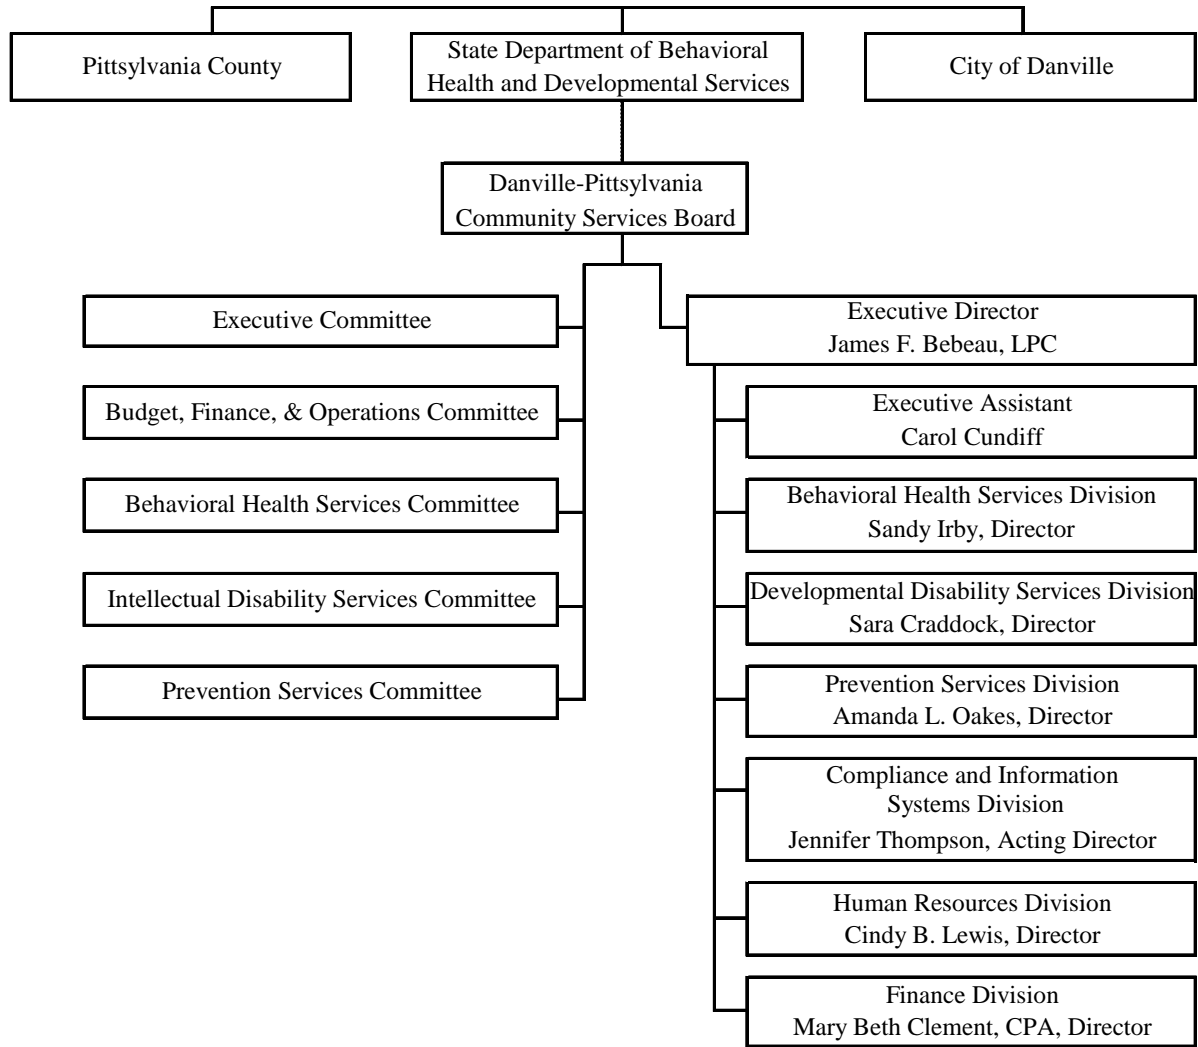 Pittsylvania County
State Department of Behavioral
Health and Developmental Services
City of Danville
Danville-Pittsylvania
Community Services Board
Executive Committee
Budget, Finance, & Operations Committee
Behavioral Health Services Committee
Intellectual Disability Services Committee
Prevention Services Committee
Executive Director
James F. Bebeau, LPC
Executive Assistant
Carol Cundiff
Behavioral Health Services Division
Sandy Irby, Director
Developmental Disability Services Division
Sara Craddock, Director
Prevention Services Division
Amanda L. Oakes, Director
Compliance and Information
Systems Division
Jennifer Thompson, Acting Director
Human Resources Division
Cindy B. Lewis, Director
Finance Division
Mary Beth Clement, CPA, Director